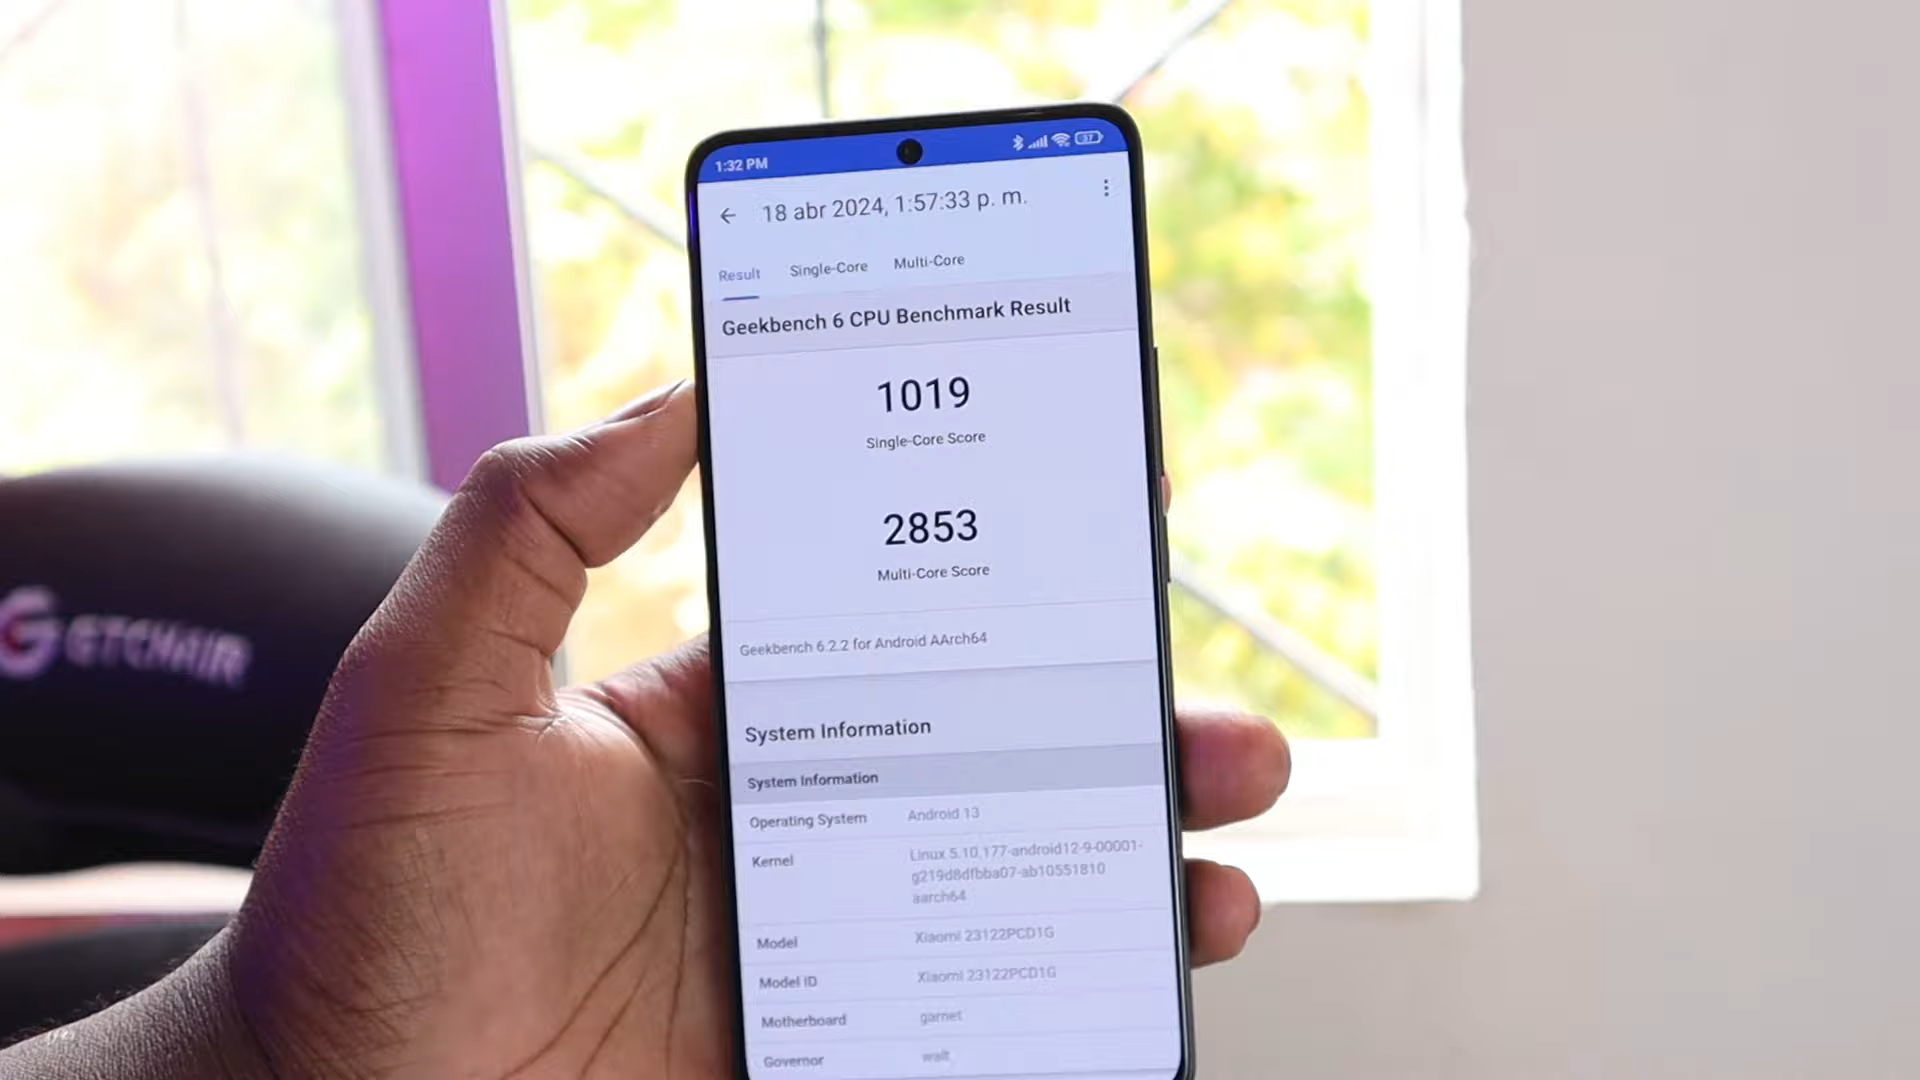 1:32 PM
37
18 abr 2024, 1:57:33 p. m.
Result Single-Core Multi-Core
Geekbench 6 CPU Benchmark Result
1019
Single-Core Score
2853
Multi-Core Score
Geekbench 6.2.2 for Android AArch64
System Information
System Information
Operating System Android 13
Kernel Linux 5.10.177-android12-9-00001-
g219d8dfbba07-ab10551810
aarch64
Model Xiaomi 23122PCD1G
Model ID Xiaomi 23122PCD1G
Motherboard garnet
Governor walt
GETCHAIR